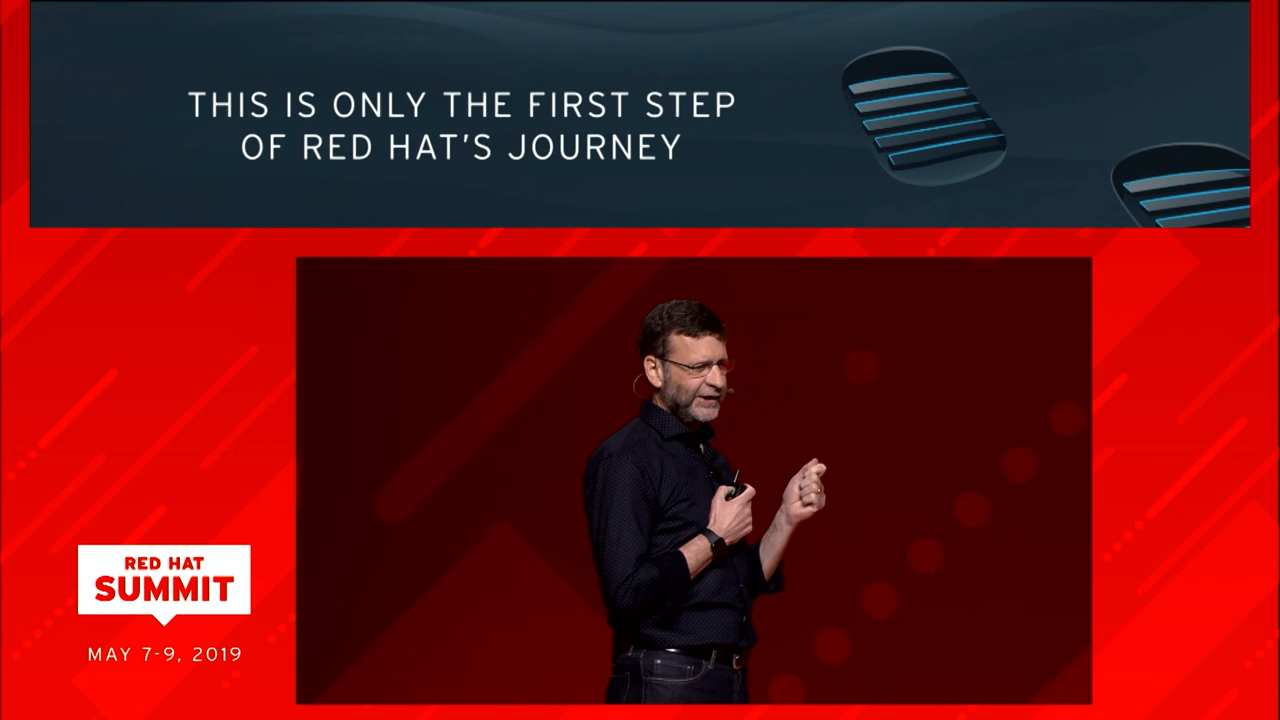 THIS IS ONLY THE FIRST STEP
OF RED HAT'S JOURNEY
RED HAT
SUMMIT
MAY 7-9, 2019